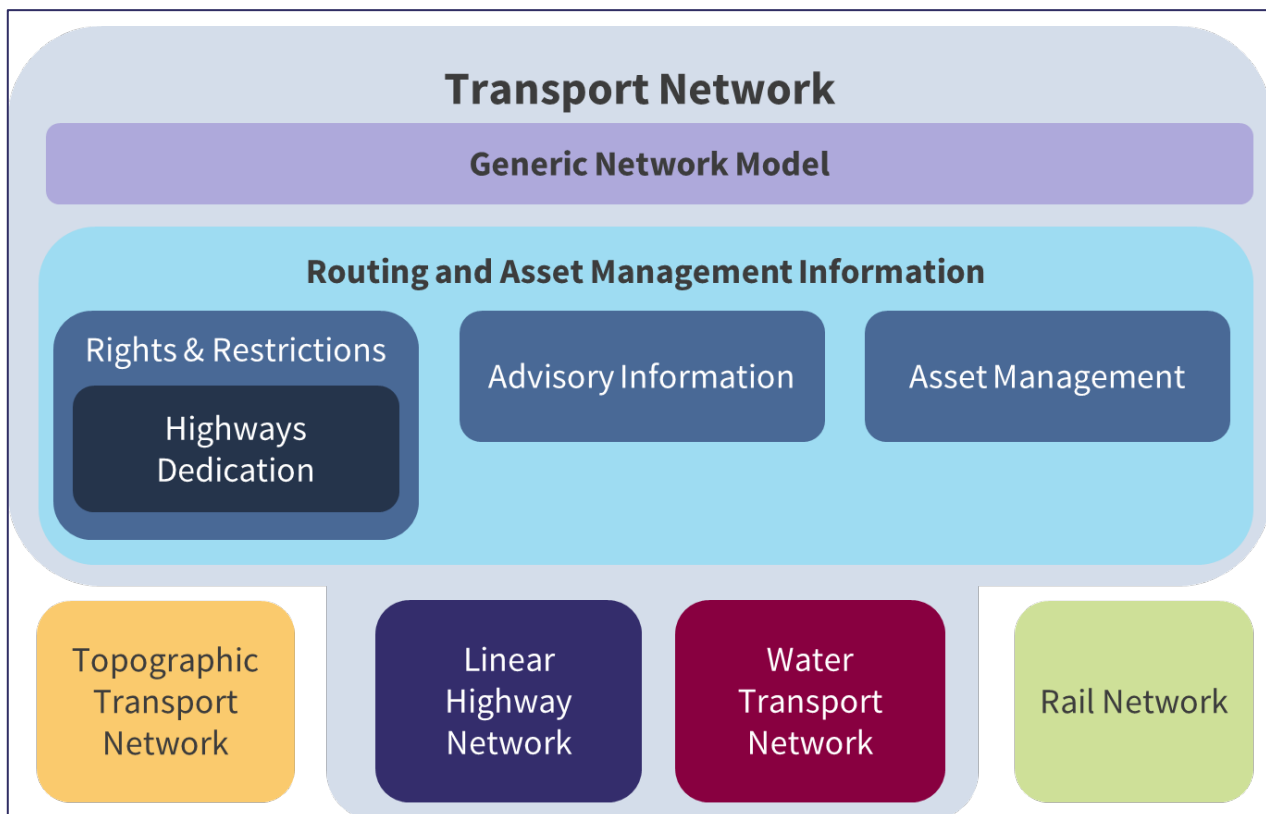 Transport Network
Generic Network Model
Routing and Asset Management Information
Rights & Restrictions
Highways
Dedication
Advisory Information
Asset Management
Topographic
Transport
Network
Linear
Highway
Network
Water
Transport
Network
Rail Network